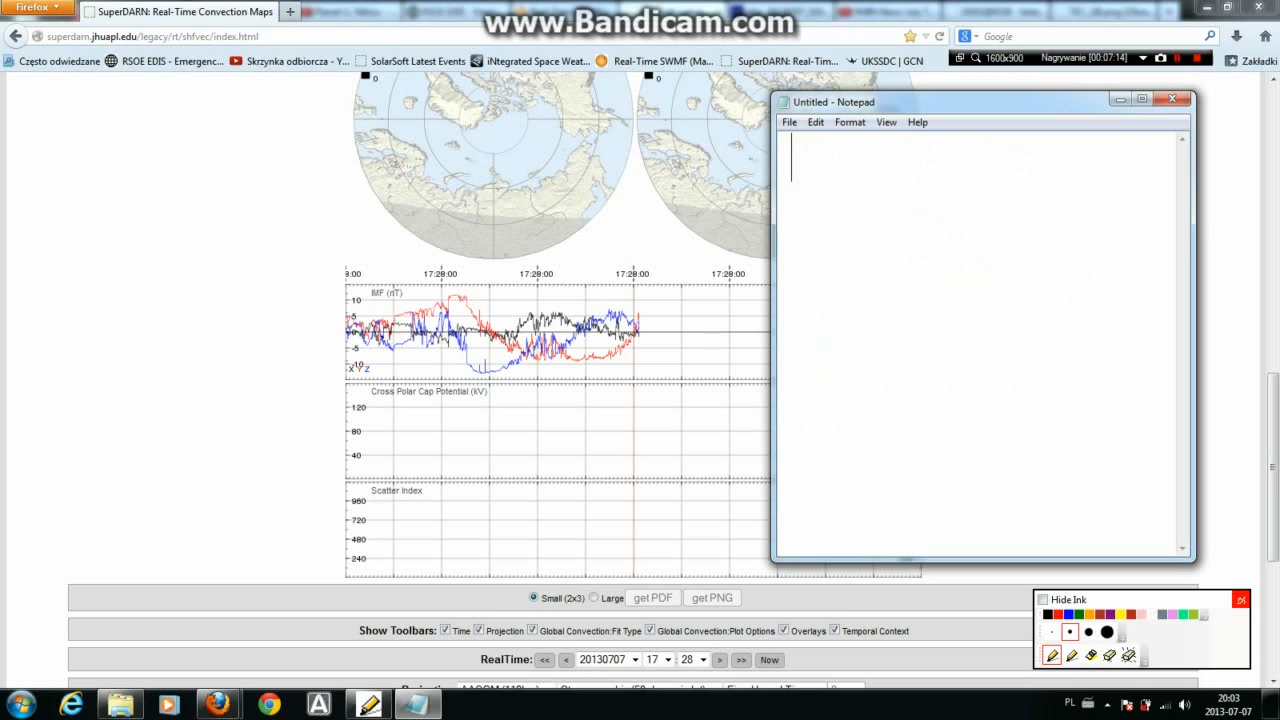 Firefox
SuperDARN: Real-Time Convection Maps
www.Bandicam.com
superdarn.jhuapl.edu/legacy/rt/shfvec/index.html
Google
Często odwiedzane
RSOE EDIS - Emergenc...
Skrzynka odbiorcza - Y...
SolarSoft Latest Events
iNtegrated Space Weat...
Real-Time SWMF (Ma...
SuperDARN: Real-Tim...
UKSSDC | GCN
1600x900
Nagrywanie [00:07:14]
Zakładki
0
0
Untitled - Notepad
File Edit Format View Help
8:00 17:28:00 17:28:00 17:28:00 17:28:00
IMF (nT)
10
5
0
-5
-10
X Y Z
Cross Polar Cap Potential (kV)
120
80
40
Scatter Index
960
720
480
240
Small (2x3) Large get PDF get PNG
Hide Ink
Show Toolbars: Time Projection Global Convection:Fit Type Global Convection:Plot Options Overlays Temporal Context
RealTime: << < 20130707 17 28 > >> Now
PL
20:03
2013-07-07